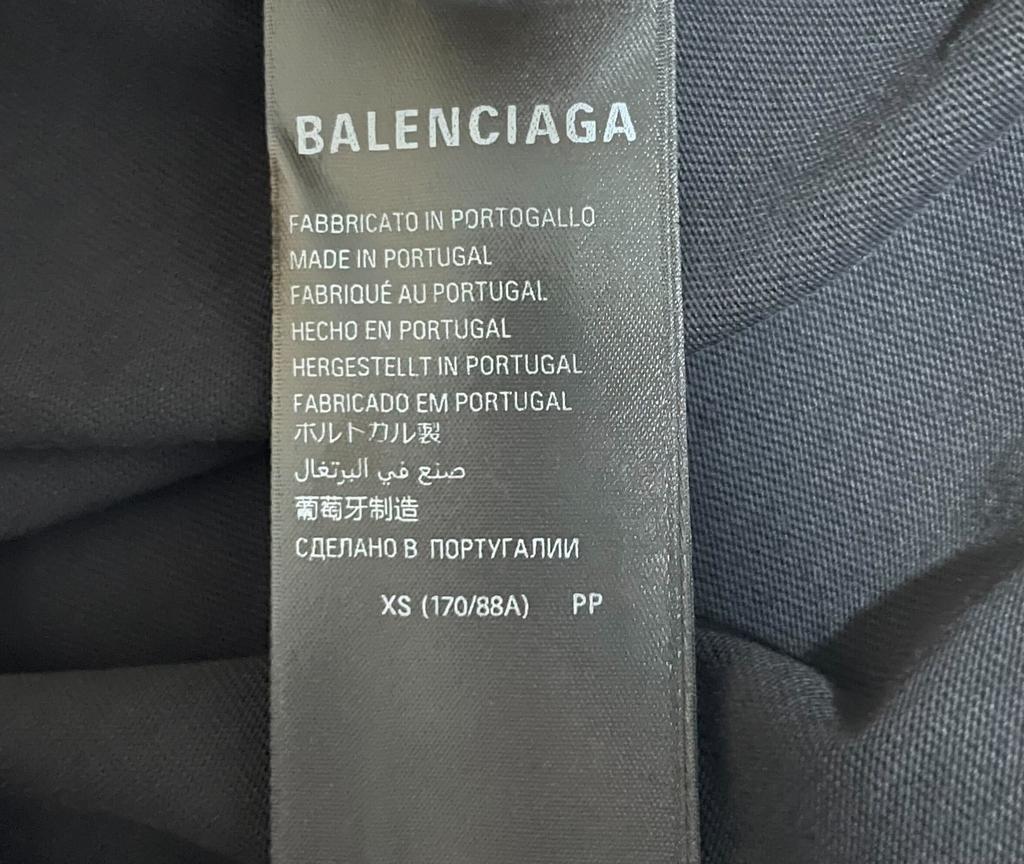 BALENCIAGA
FABBRICATO IN PORTOGALLO
MADE IN PORTUGAL
FABRIQUÉ AU PORTUGAL
HECHO EN PORTUGAL
HERGESTELLT IN PORTUGAL
FABRICADO EM PORTUGAL
ポルトガル製
صنع في البرتغال
葡萄牙制造
СДЕЛАНО В ПОРТУГАЛИИ
XS (170/88A) PP